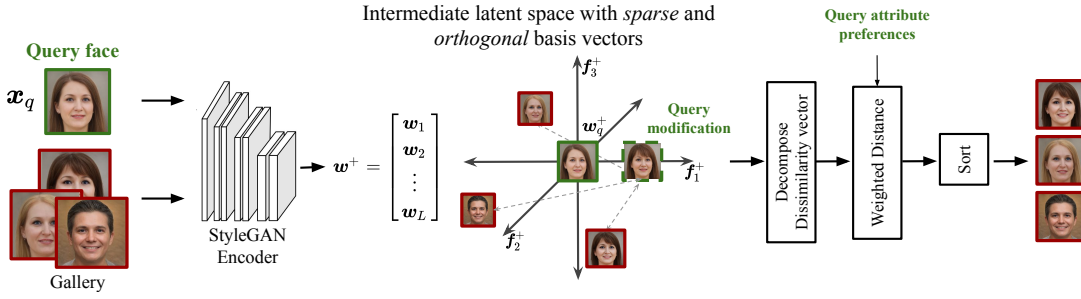 Query face
x_q
Gallery
StyleGAN
Encoder
w^+ =
w_1
w_2
⋮
w_L
Intermediate latent space with sparse and
orthogonal basis vectors
f_3^+
w_q^+
Query
modification
f_1^+
f_2^+
Decompose
Dissimilarity vector
Query attribute
preferences
Weighted Distance
Sort